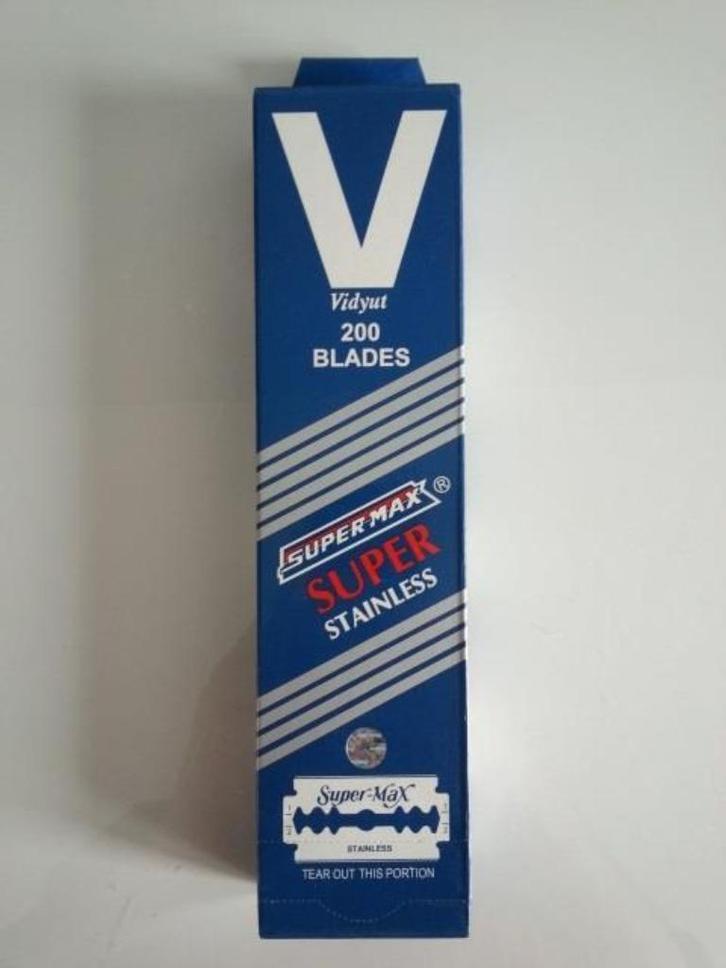 V
Vidyut
200
BLADES
SUPER-MAX ®
SUPER
STAINLESS
Super-Max
STAINLESS
TEAR OUT THIS PORTION